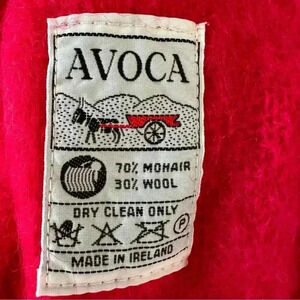 AVOCA
70% MOHAIR
30% WOOL
DRY CLEAN ONLY
P
MADE IN IRELAND